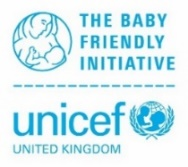 THE BABY
FRIENDLY
INITIATIVE
unicef
UNITED KINGDOM